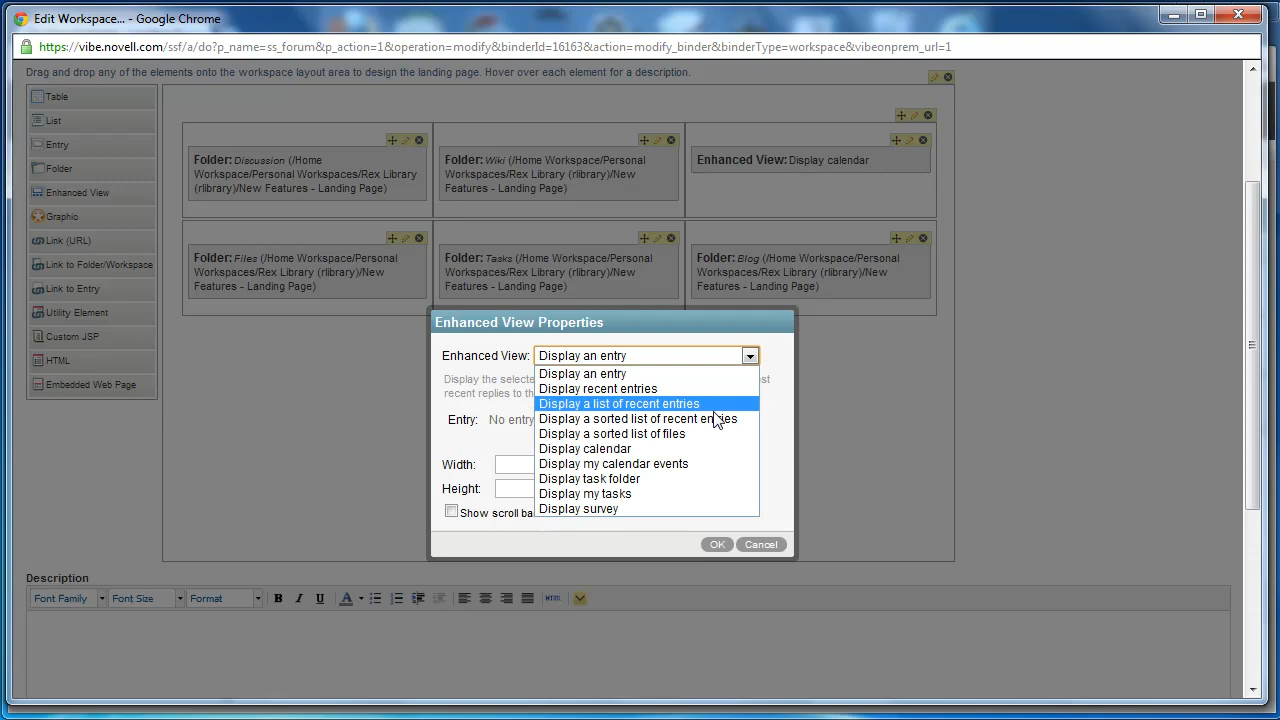 Edit Workspace... - Google Chrome
https://vibe.novell.com/ssf/a/do?p_name=ss_forum&p_action=1&operation=modify&binderId=16163&action=modify_binder&binderType=workspace&vibeonprem_url=1
Drag and drop any of the elements onto the workspace layout area to design the landing page. Hover over each element for a description.
Table
List
Entry
Folder
Enhanced View
Graphic
Link (URL)
Link to Folder/Workspace
Link to Entry
Utility Element
Custom JSP
HTML
Embedded Web Page
Folder: Discussion (/Home
Workspace/Personal Workspaces/Rex Library
(rlibrary)/New Features - Landing Page)
Folder: Wiki (/Home Workspace/Personal
Workspaces/Rex Library (rlibrary)/New
Features - Landing Page)
Enhanced View: Display calendar
Folder: Files (/Home Workspace/Personal
Workspaces/Rex Library (rlibrary)/New
Features - Landing Page)
Folder: Tasks (/Home Workspace/Personal
Workspaces/Rex Library (rlibrary)/New
Features - Landing Page)
Folder: Blog (/Home Workspace/Personal
Workspaces/Rex Library (rlibrary)/New
Features - Landing Page)
Enhanced View Properties
Enhanced View: Display an entry
Display an entry
Display recent entries
Display a list of recent entries
Display a sorted list of recent entries
Display a sorted list of files
Display calendar
Display my calendar events
Display task folder
Display my tasks
Display survey
Display the selecte
st
recent replies to th
Entry: No entry
Width:
Height:
Show scroll ba
OK Cancel
Description
Font Family Font Size Format B I U A HTML